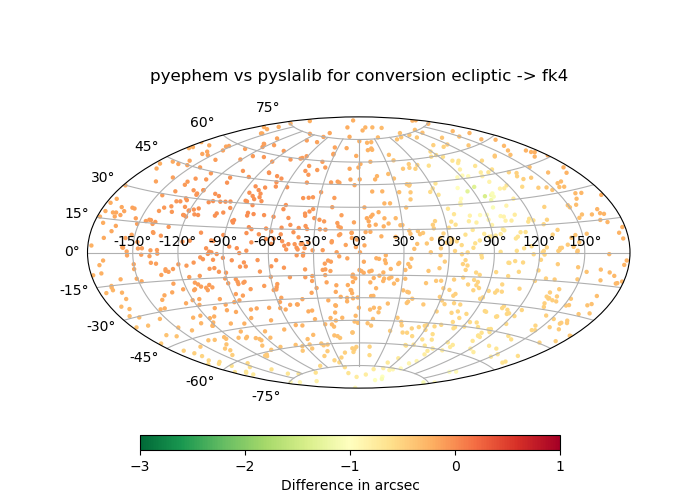 pyephem vs pyslalib for conversion ecliptic -> fk4
75°
60°
45°
30°
15°
0°
-150° -120° -90° -60° -30° 0° 30° 60° 90° 120° 150°
-15°
-30°
-45°
-60°
-75°
−3 −2 −1 0 1
Difference in arcsec